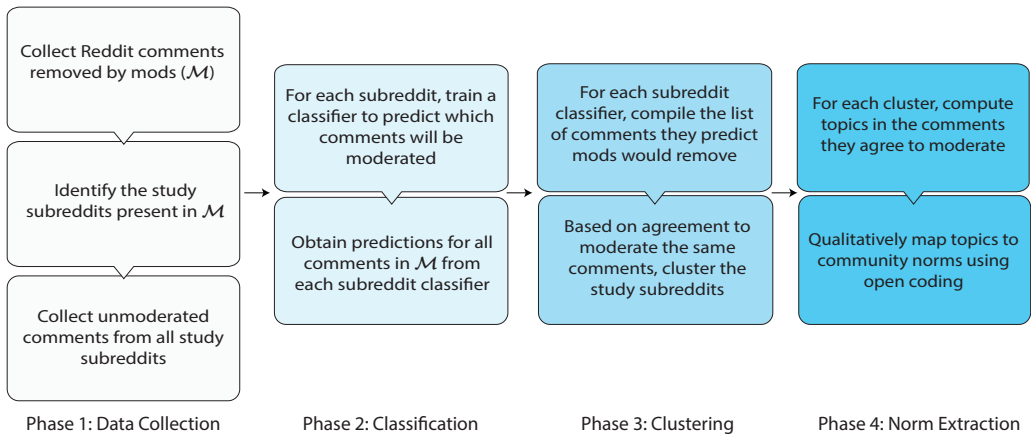 Collect Reddit comments
removed by mods (ℳ)
Identify the study
subreddits present in ℳ
Collect unmoderated
comments from all study
subreddits
Phase 1: Data Collection
For each subreddit, train a
classifier to predict which
comments will be
moderated
Obtain predictions for all
comments in ℳ from
each subreddit classifier
Phase 2: Classification
For each subreddit
classifier, compile the list
of comments they predict
mods would remove
Based on agreement to
moderate the same
comments, cluster the
study subreddits
Phase 3: Clustering
For each cluster, compute
topics in the comments
they agree to moderate
Qualitatively map topics to
community norms using
open coding
Phase 4: Norm Extraction